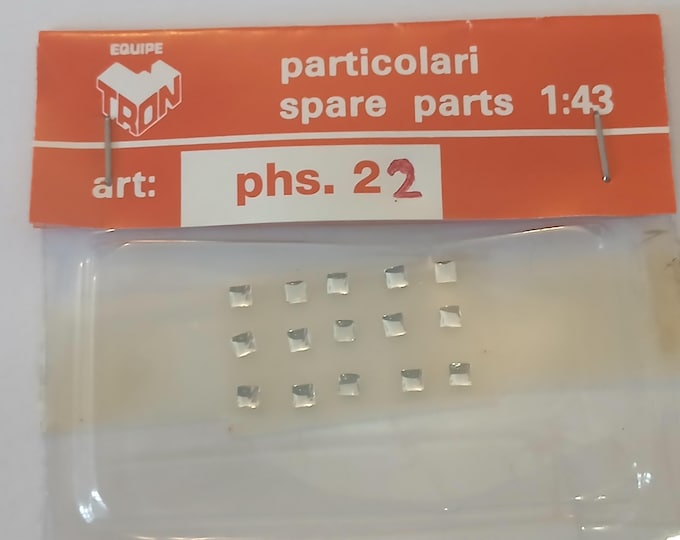 EQUIPE
TRON
particolari
spare parts 1:43
art: phs. 22